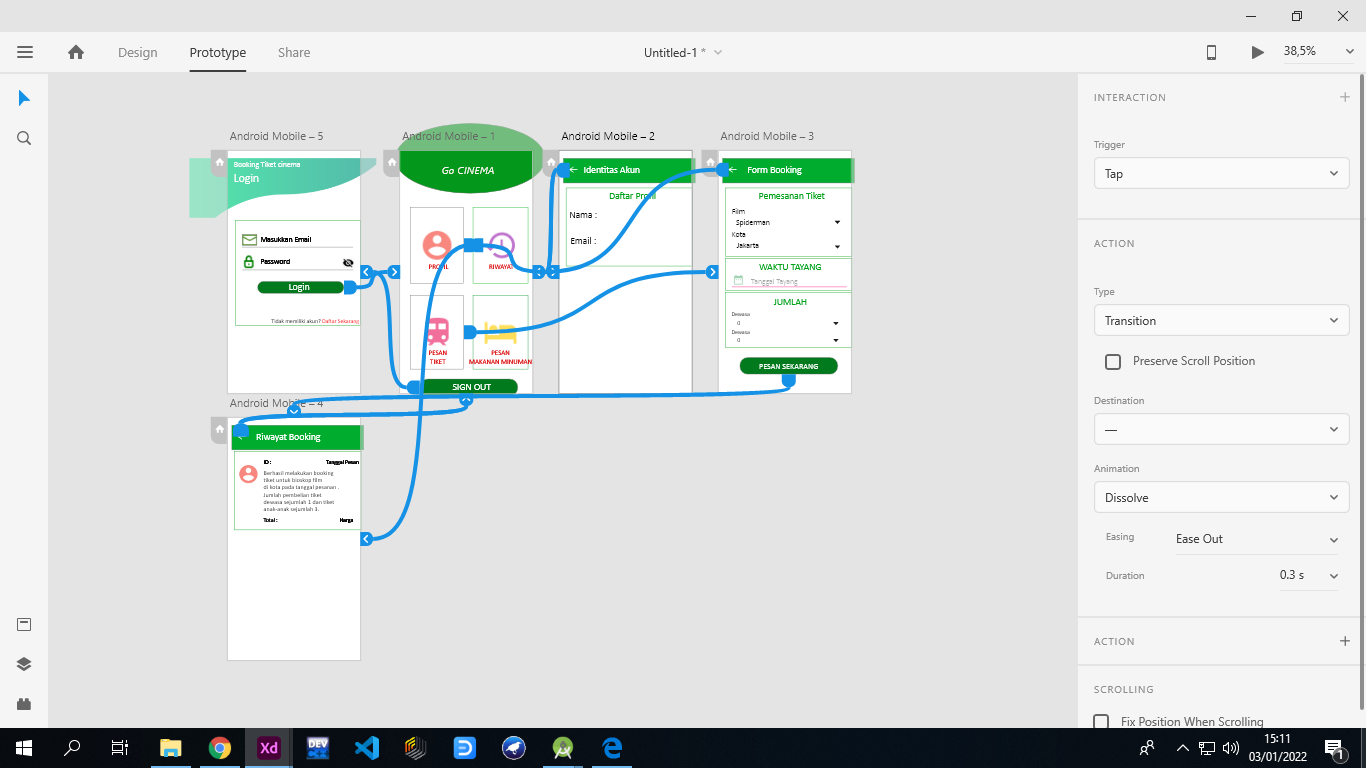 Design
Prototype
Share
Untitled-1 *
38,5%
Android Mobile – 5
Booking Tiket cinema
Login
Masukkan Email
Password
Login
Tidak memiliki akun? Daftar Sekarang
Android Mobile – 1
Go CINEMA
PROFIL
RIWAYAT
PESAN
TIKET
PESAN
MAKANAN MINUMAN
SIGN OUT
Android Mobile – 2
Identitas Akun
Daftar Profil
Nama :
Email :
Android Mobile – 3
Form Booking
Pemesanan Tiket
Film
Spiderman
Kota
Jakarta
WAKTU TAYANG
Tanggal Tayang
JUMLAH
Dewasa
0
Dewasa
0
PESAN SEKARANG
Android Mobile – 4
Riwayat Booking
ID :
Tanggal Pesan
Berhasil melakukan booking
tiket untuk bioskop film
di kota pada tanggal pesanan .
Jumlah pembelian tiket
dewasa sejumlah 1 dan tiket
anak-anak sejumlah 3.
Total :
Harga
INTERACTION
Trigger
Tap
ACTION
Type
Transition
Preserve Scroll Position
Destination
—
Animation
Dissolve
Easing
Ease Out
Duration
0.3 s
ACTION
SCROLLING
Fix Position When Scrolling
Xd
DEV
C++
15:11
03/01/2022
1